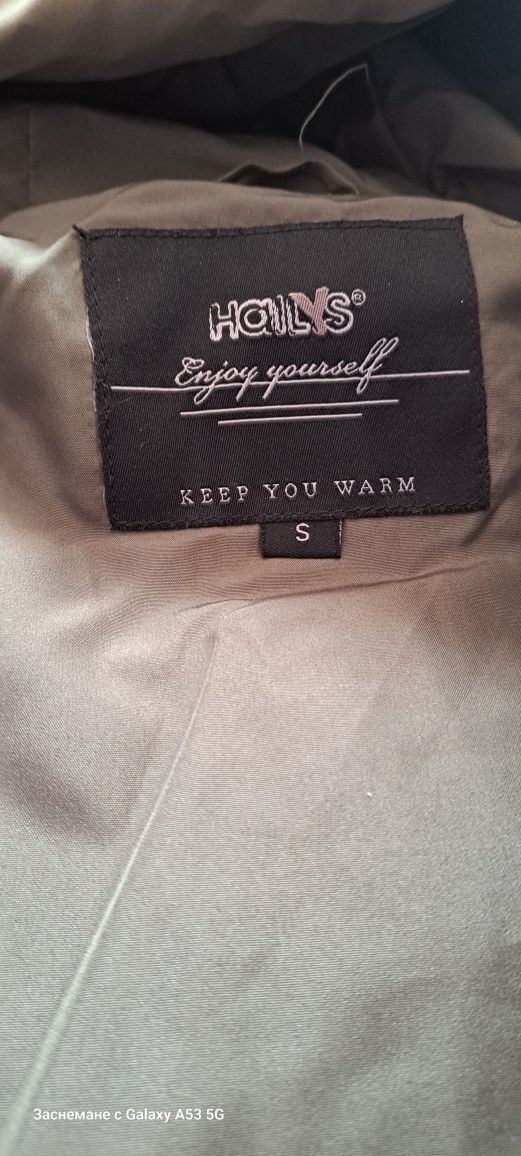 HaiLYS®
Enjoy yourself
KEEP YOU WARM
S
Заснемане с Galaxy A53 5G